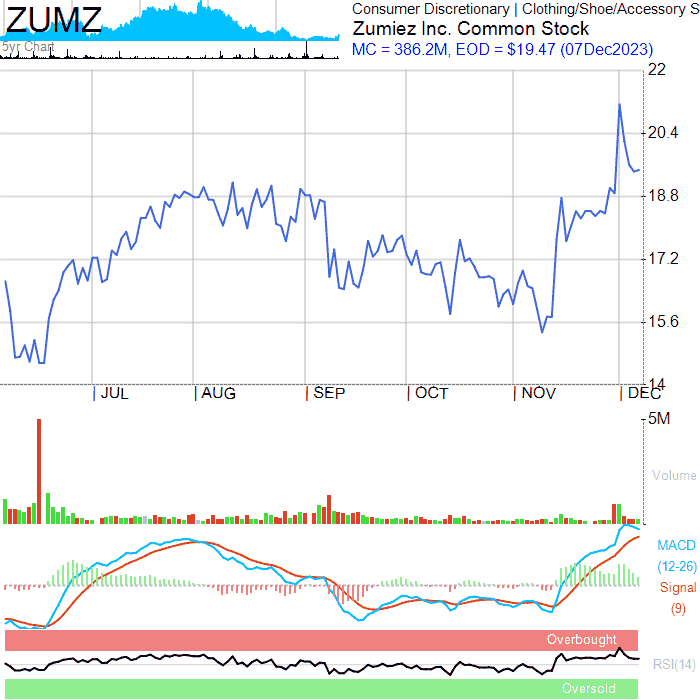 ZUMZ
5yr Chart
Consumer Discretionary | Clothing/Shoe/Accessory S
Zumiez Inc. Common Stock
MC = 386.2M, EOD = $19.47 (07Dec2023)
22
20.4
18.8
17.2
15.6
14
JUL
AUG
SEP
OCT
NOV
DEC
5M
Volume
MACD
(12-26)
Signal
(9)
Overbought
RSI(14)
Oversold